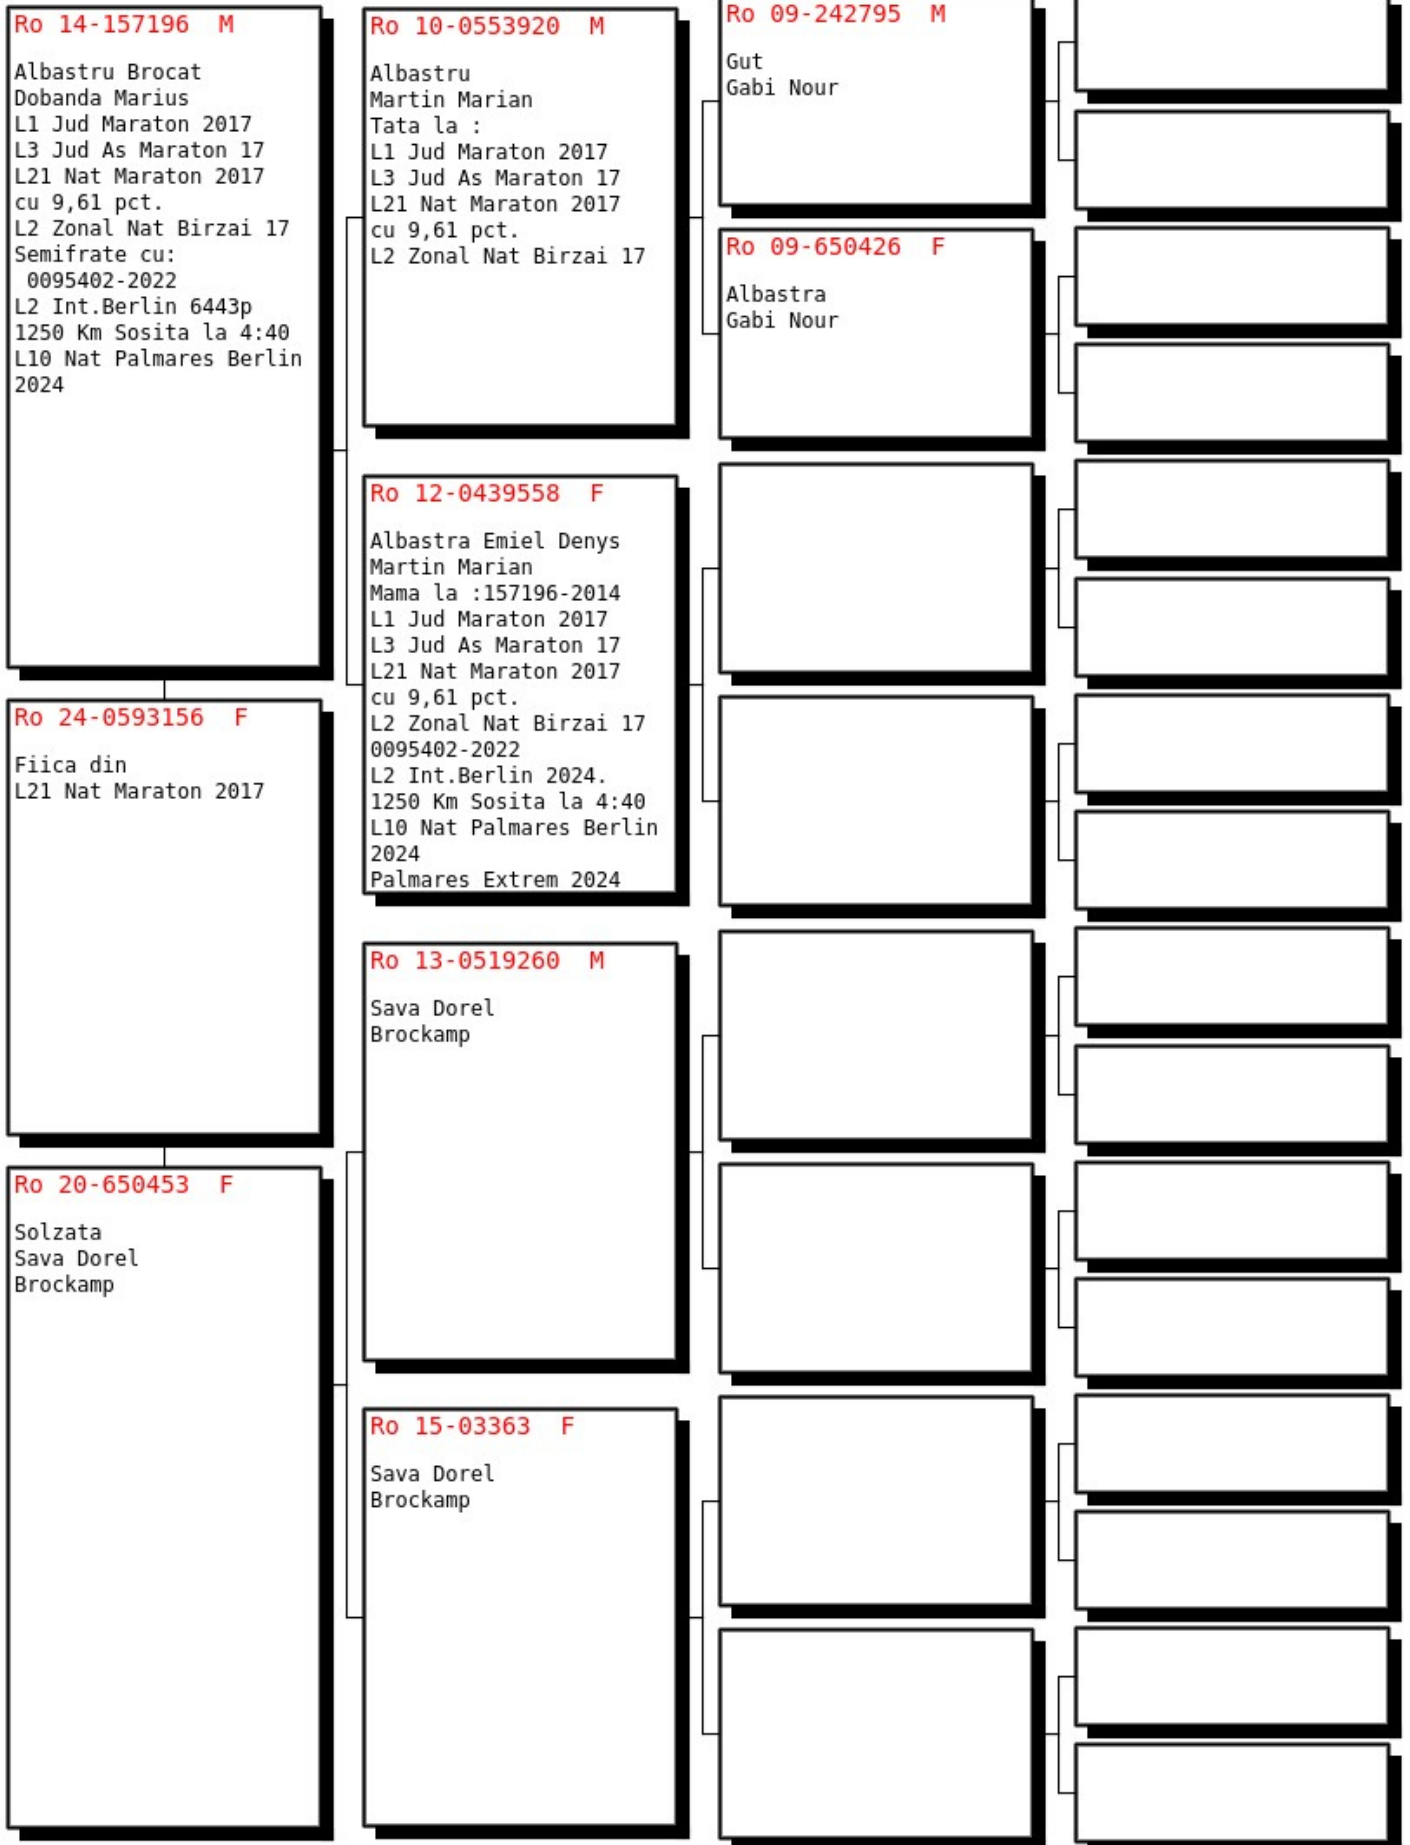 Ro 14-157196 M
Albastru Brocat
Dobanda Marius
L1 Jud Maraton 2017
L3 Jud As Maraton 17
L21 Nat Maraton 2017
cu 9,61 pct.
L2 Zonal Nat Birzai 17
Semifrate cu:
0095402-2022
L2 Int.Berlin 6443p
1250 Km Sosita la 4:40
L10 Nat Palmares Berlin
2024
Ro 24-0593156 F
Fiica din
L21 Nat Maraton 2017
Ro 20-650453 F
Solzata
Sava Dorel
Brockamp
Ro 10-0553920 M
Albastru
Martin Marian
Tata la :
L1 Jud Maraton 2017
L3 Jud As Maraton 17
L21 Nat Maraton 2017
cu 9,61 pct.
L2 Zonal Nat Birzai 17
Ro 12-0439558 F
Albastra Emiel Denys
Martin Marian
Mama la :157196-2014
L1 Jud Maraton 2017
L3 Jud As Maraton 17
L21 Nat Maraton 2017
cu 9,61 pct.
L2 Zonal Nat Birzai 17
0095402-2022
L2 Int.Berlin 2024.
1250 Km Sosita la 4:40
L10 Nat Palmares Berlin
2024
Palmares Extrem 2024
Ro 13-0519260 M
Sava Dorel
Brockamp
Ro 15-03363 F
Sava Dorel
Brockamp
Ro 09-242795 M
Gut
Gabi Nour
Ro 09-650426 F
Albastra
Gabi Nour